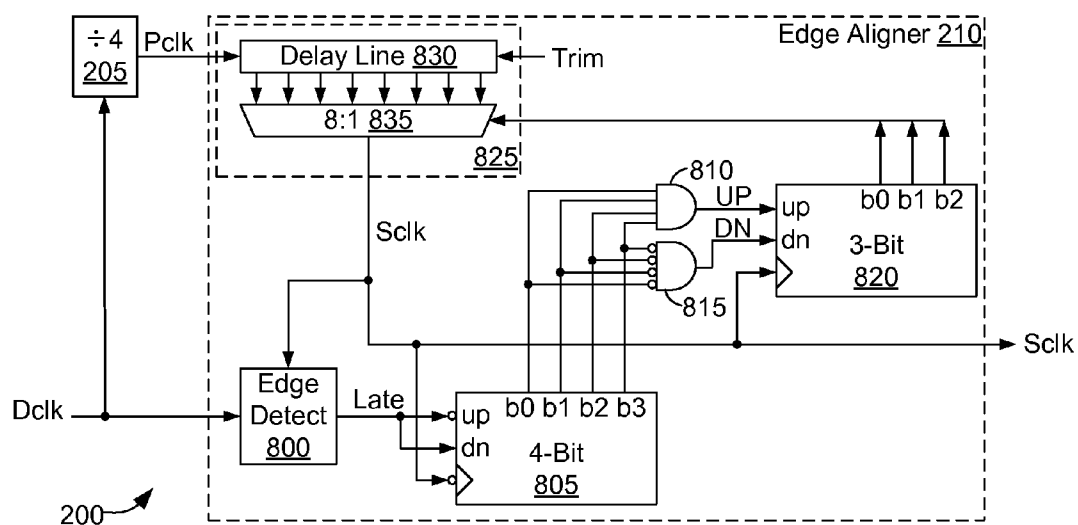 ÷4
205
Pclk
Delay Line 830
Trim
Edge Aligner 210
8:1 835
825
810
UP
DN
815
b0 b1 b2
up
dn
3-Bit
820
Sclk
Sclk
Dclk
Edge
Detect
800
Late
b0 b1 b2 b3
up
dn
4-Bit
805
200